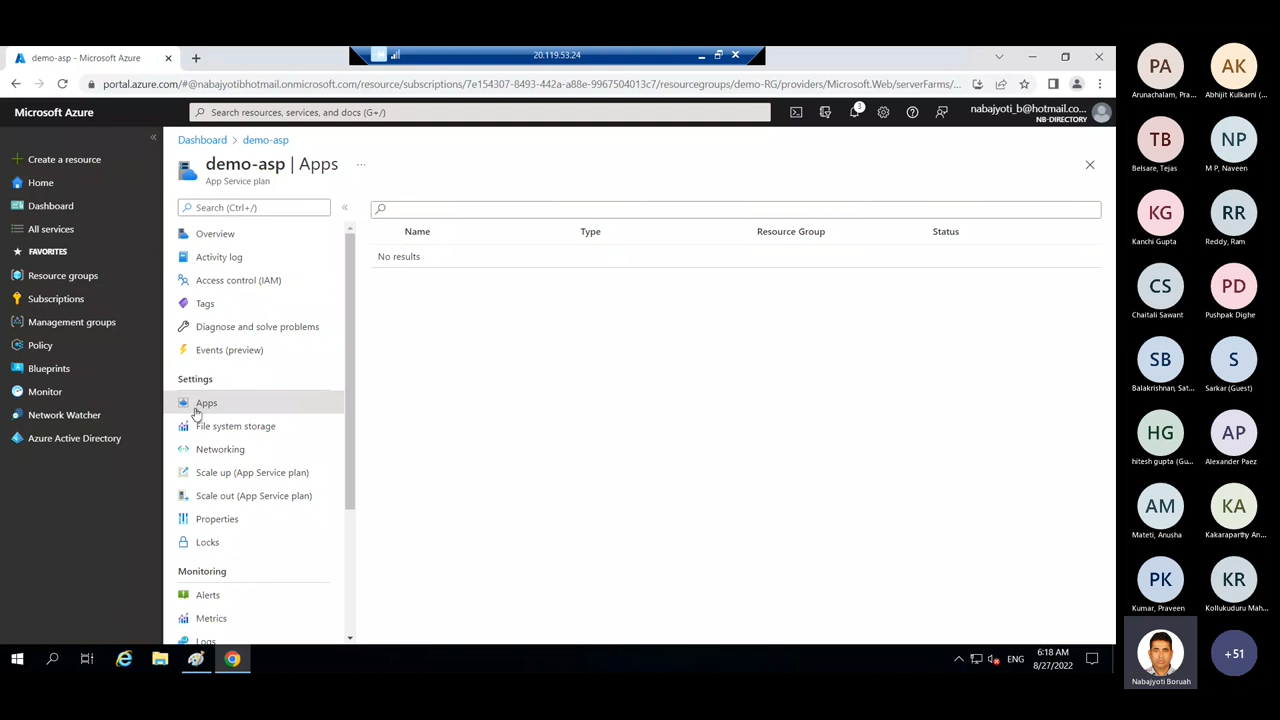 demo-asp - Microsoft Azure
20.119.53.24
portal.azure.com/#@nabajyotibhotmail.onmicrosoft.com/resource/subscriptions/7e154307-8493-442a-a88e-9967504013c7/resourcegroups/demo-RG/providers/Microsoft.Web/serverFarms/...
Microsoft Azure
Search resources, services, and docs (G+/)
3
nabajyoti_b@hotmail.co...
NB-DIRECTORY
Create a resource
Home
Dashboard
All services
FAVORITES
Resource groups
Subscriptions
Management groups
Policy
Blueprints
Monitor
Network Watcher
Azure Active Directory
Dashboard > demo-asp
demo-asp | Apps ...
App Service plan
Search (Ctrl+/)
Overview
Activity log
Access control (IAM)
Tags
Diagnose and solve problems
Events (preview)
Settings
Apps
File system storage
Networking
Scale up (App Service plan)
Scale out (App Service plan)
Properties
Locks
Monitoring
Alerts
Metrics
Logs
Name Type Resource Group Status
No results
ENG
6:18 AM
8/27/2022
PA
Arunachalam, Pra...
AK
Abhijit Kulkarni (...
TB
Belsare, Tejas
NP
M P, Naveen
KG
Kanchi Gupta
RR
Reddy, Ram
CS
Chaitali Sawant
PD
Pushpak Dighe
SB
Balakrishnan, Sat...
S
Sarkar (Guest)
HG
hitesh gupta (Gu...
AP
Alexander Paez
AM
Mateti, Anusha
KA
Kakaraparthy An...
PK
Kumar, Praveen
KR
Kollukuduru Mah...
Nabajyoti Boruah
+51